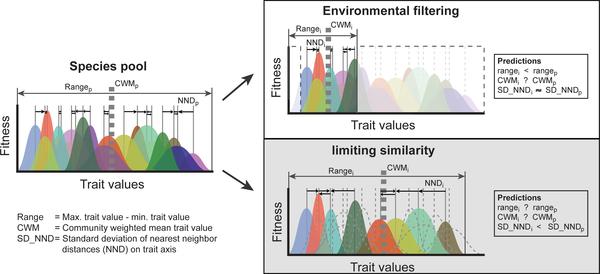 Species pool
Range_p
CWM_p
NND_p
Fitness
Trait values
Range = Max. trait value - min. trait value
CWM = Community weighted mean trait value
SD_NND = Standard deviation of nearest neighbor
distances (NND) on trait axis
Environmental filtering
Range_i
CWM_i
NND_i
Fitness
Trait values
Predictions
range_i < range_p
CWM_i ? CWM_p
SD_NND_i ≈ SD_NND_p
limiting similarity
Range_i
CWM_i
NND_i
Fitness
Trait values
Predictions
range_i ? range_p
CWM_i ? CWM_p
SD_NND_i < SD_NND_p